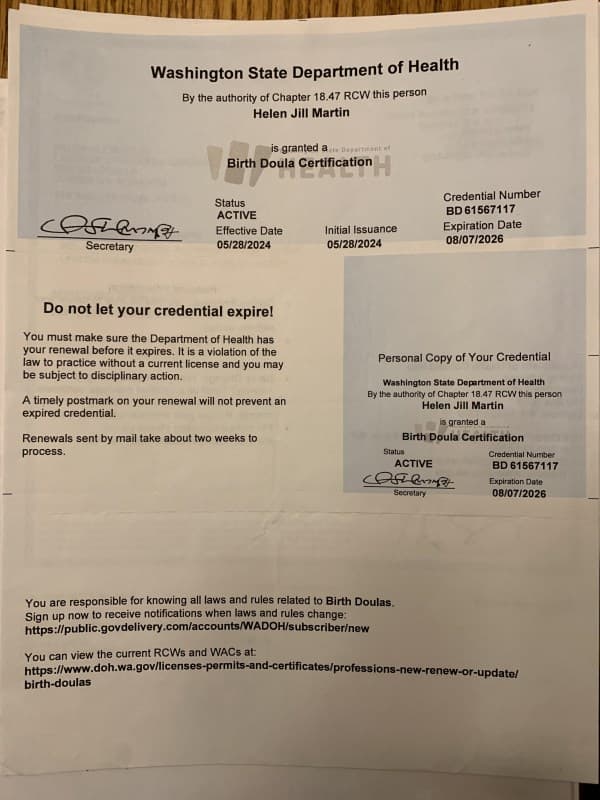 Washington State Department of Health
By the authority of Chapter 18.47 RCW this person
Helen Jill Martin
is granted a
Washington State Department of
HEALTH
Birth Doula Certification
Status
ACTIVE
Effective Date
05/28/2024
Initial Issuance
05/28/2024
Credential Number
BD 61567117
Expiration Date
08/07/2026
Secretary
Do not let your credential expire!
You must make sure the Department of Health has
your renewal before it expires. It is a violation of the
law to practice without a current license and you may
be subject to disciplinary action.
A timely postmark on your renewal will not prevent an
expired credential.
Renewals sent by mail take about two weeks to
process.
Personal Copy of Your Credential
Washington State Department of Health
By the authority of Chapter 18.47 RCW this person
Helen Jill Martin
is granted a
Birth Doula Certification
Status
ACTIVE
Credential Number
BD 61567117
Secretary
Expiration Date
08/07/2026
You are responsible for knowing all laws and rules related to Birth Doulas.
Sign up now to receive notifications when laws and rules change:
https://public.govdelivery.com/accounts/WADOH/subscriber/new
You can view the current RCWs and WACs at:
https://www.doh.wa.gov/licenses-permits-and-certificates/professions-new-renew-or-update/
birth-doulas